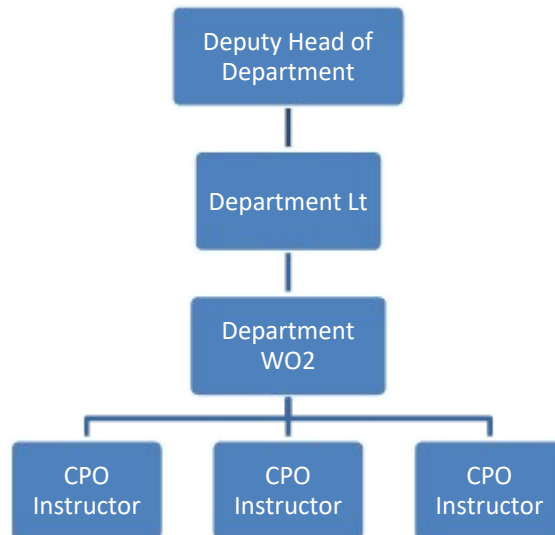 Deputy Head of
Department
Department Lt
Department
WO2
CPO
Instructor
CPO
Instructor
CPO
Instructor